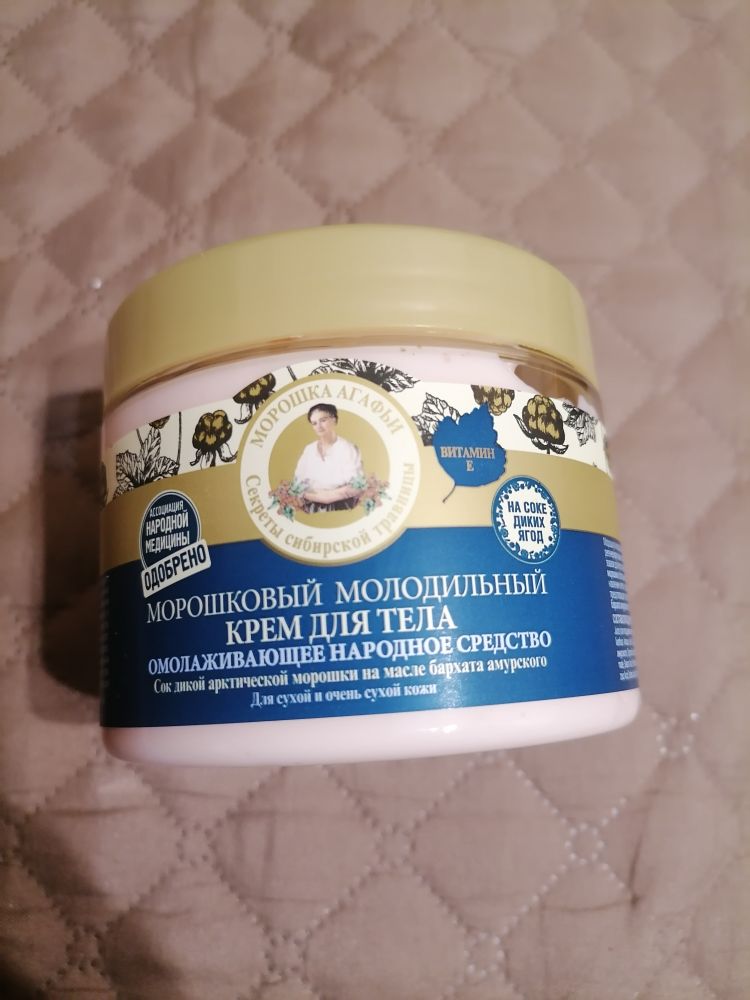 МОРОШКА АГАФЬИ
Секреты сибирской травницы
ВИТАМИН
Е
АССОЦИАЦИЯ
НАРОДНОЙ
МЕДИЦИНЫ
ОДОБРЕНО
НА СОКЕ
ДИКИХ
ЯГОД
МОРОШКОВЫЙ МОЛОДИЛЬНЫЙ
КРЕМ ДЛЯ ТЕЛА
ОМОЛАЖИВАЮЩЕЕ НАРОДНОЕ СРЕДСТВО
Сок дикой арктической морошки на масле бархата амурского
Для сухой и очень сухой кожи